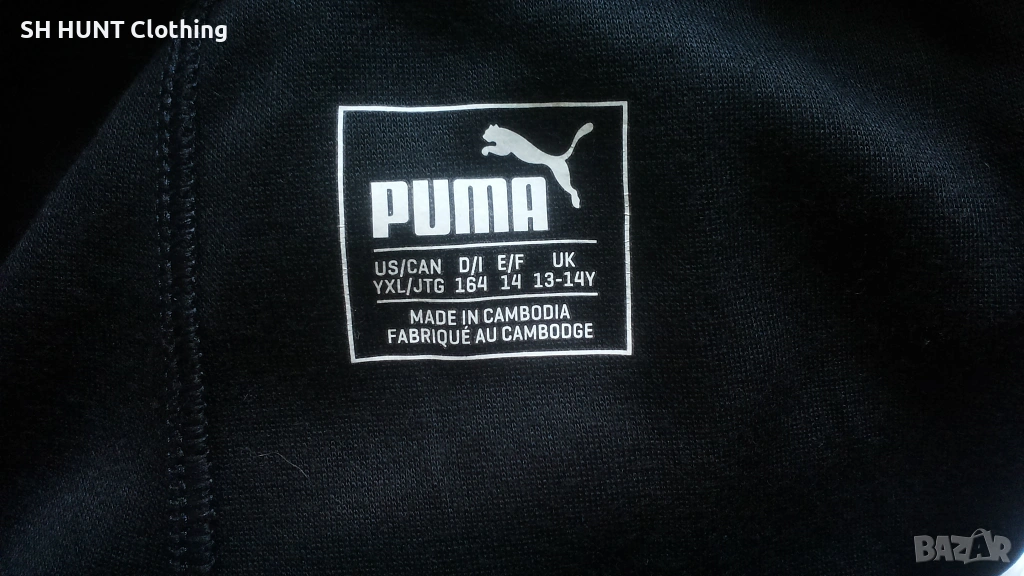 SH HUNT Clothing
PUMA
US/CAN D/I E/F UK
YXL/JTG 164 14 13-14Y
MADE IN CAMBODIA
FABRIQUÉ AU CAMBODGE
BAZAR